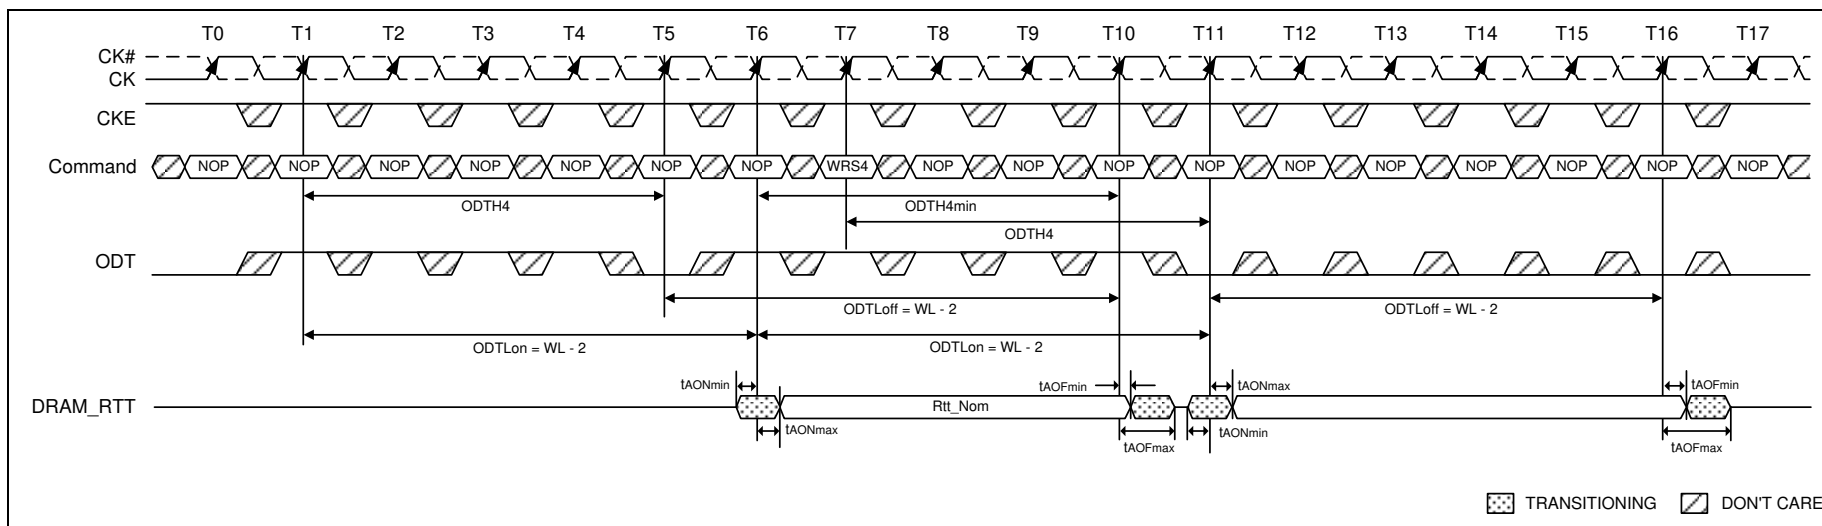 T0 T1 T2 T3 T4 T5 T6 T7 T8 T9 T10 T11 T12 T13 T14 T15 T16 T17
CK#
CK
CKE
Command NOP NOP NOP NOP NOP NOP NOP WRS4 NOP NOP NOP NOP NOP NOP NOP NOP NOP NOP
ODTH4 ODTH4min
ODTH4
ODT
ODTLoff = WL - 2 ODTLoff = WL - 2
ODTLon = WL - 2 ODTLon = WL - 2
tAONmin tAOFmin tAONmax tAOFmin
DRAM_RTT Rtt_Nom
tAONmax tAOFmax tAONmin tAOFmax
TRANSITIONING DON'T CARE